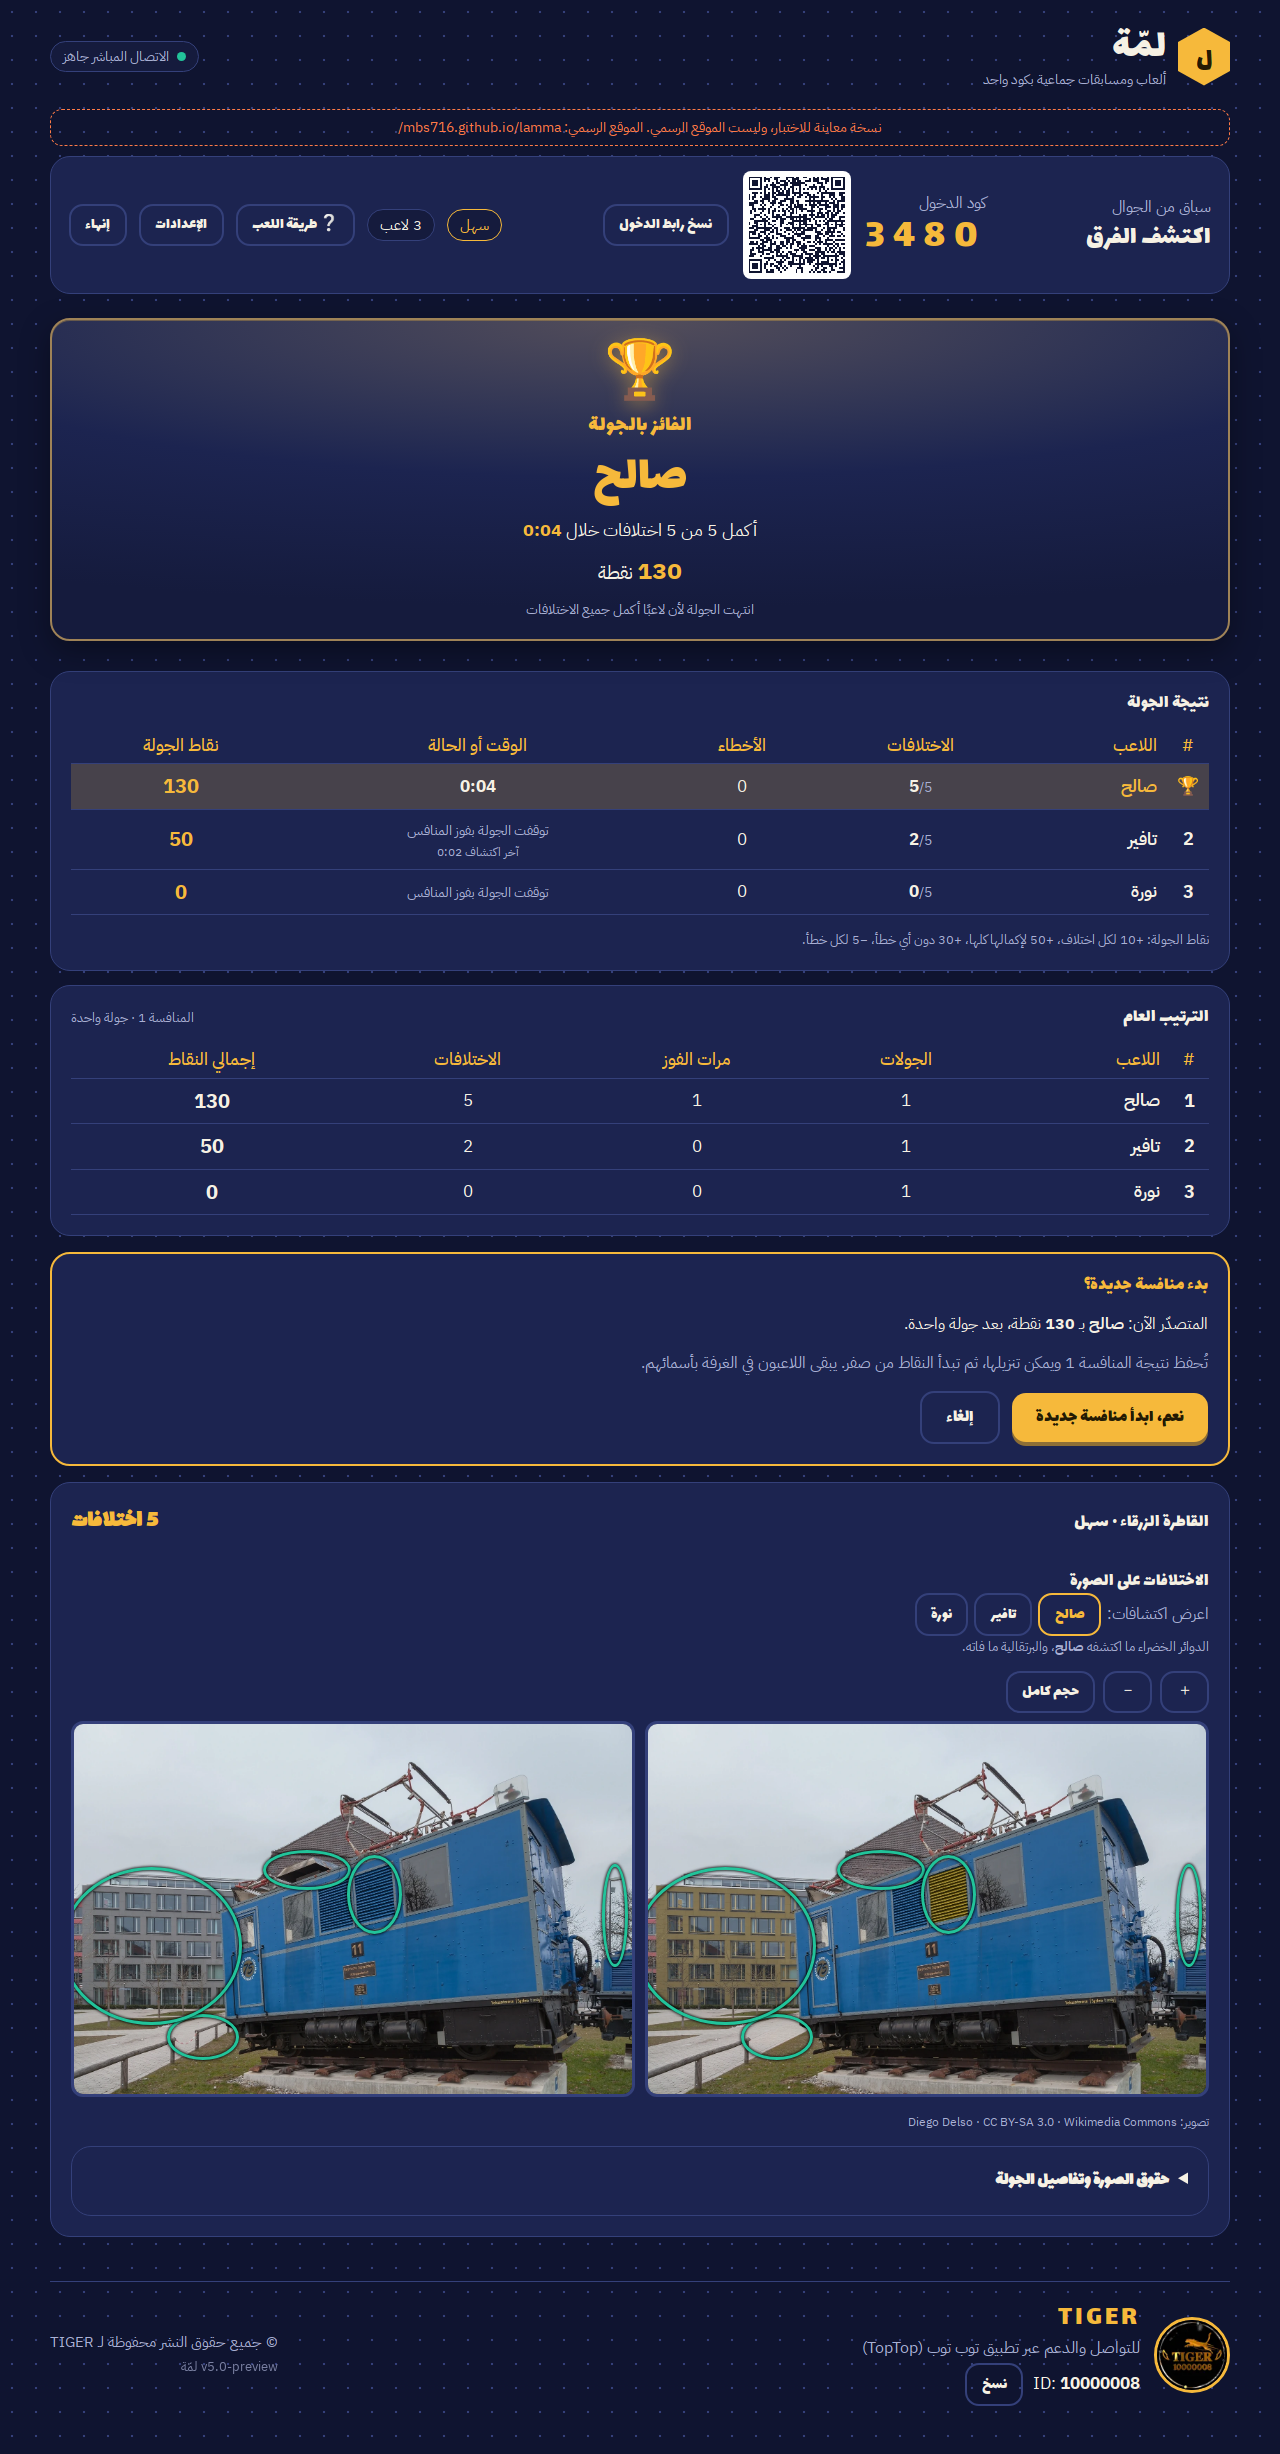 ل
لمّة
ألعاب ومسابقات جماعية بكود واحد
الاتصال المباشر جاهز
نسخة معاينة للاختبار، وليست الموقع الرسمي. الموقع الرسمي: mbs716.github.io/lamma/
سباق من الجوال
اكتشف الفرق
كود الدخول
3480
نسخ رابط الدخول
سهل
3 لاعب
❔ طريقة اللعب
الإعدادات
إنهاء
🏆
الفائز بالجولة
صالح
أكمل 5 من 5 اختلافات خلال 0:04
130 نقطة
انتهت الجولة لأن لاعبًا أكمل جميع الاختلافات
نتيجة الجولة
# اللاعب الاختلافات الأخطاء الوقت أو الحالة نقاط الجولة
🏆 صالح 5/5 0 0:04 130
2 تافير 2/5 0 توقفت الجولة بفوز المنافس 50
آخر اكتشاف 0:02
3 نورة 0/5 0 توقفت الجولة بفوز المنافس 0
نقاط الجولة: +10 لكل اختلاف، +50 لإكمالها كلها، +30 دون أي خطأ، −5 لكل خطأ.
الترتيب العام
المنافسة 1 · جولة واحدة
# اللاعب الجولات مرات الفوز الاختلافات إجمالي النقاط
1 صالح 1 1 5 130
2 تافير 1 0 2 50
3 نورة 1 0 0 0
بدء منافسة جديدة؟
المتصدّر الآن: صالح بـ 130 نقطة، بعد جولة واحدة.
تُحفظ نتيجة المنافسة 1 ويمكن تنزيلها، ثم تبدأ النقاط من صفر. يبقى اللاعبون في الغرفة بأسمائهم.
نعم، ابدأ منافسة جديدة
إلغاء
القاطرة الزرقاء · سهل
5 اختلافات
الاختلافات على الصورة
اعرض اكتشافات: صالح تافير نورة
الدوائر الخضراء ما اكتشفه صالح، والبرتقالية ما فاته.
+ − حجم كامل
11
11
تصوير: Diego Delso · CC BY-SA 3.0 · Wikimedia Commons
◀ حقوق الصورة وتفاصيل الجولة
TIGER
10000008
TIGER
للتواصل والدعم عبر تطبيق توب توب (TopTop)
ID: 10000008 نسخ
© جميع حقوق النشر محفوظة لـ TIGER
لمّة v5.0-preview